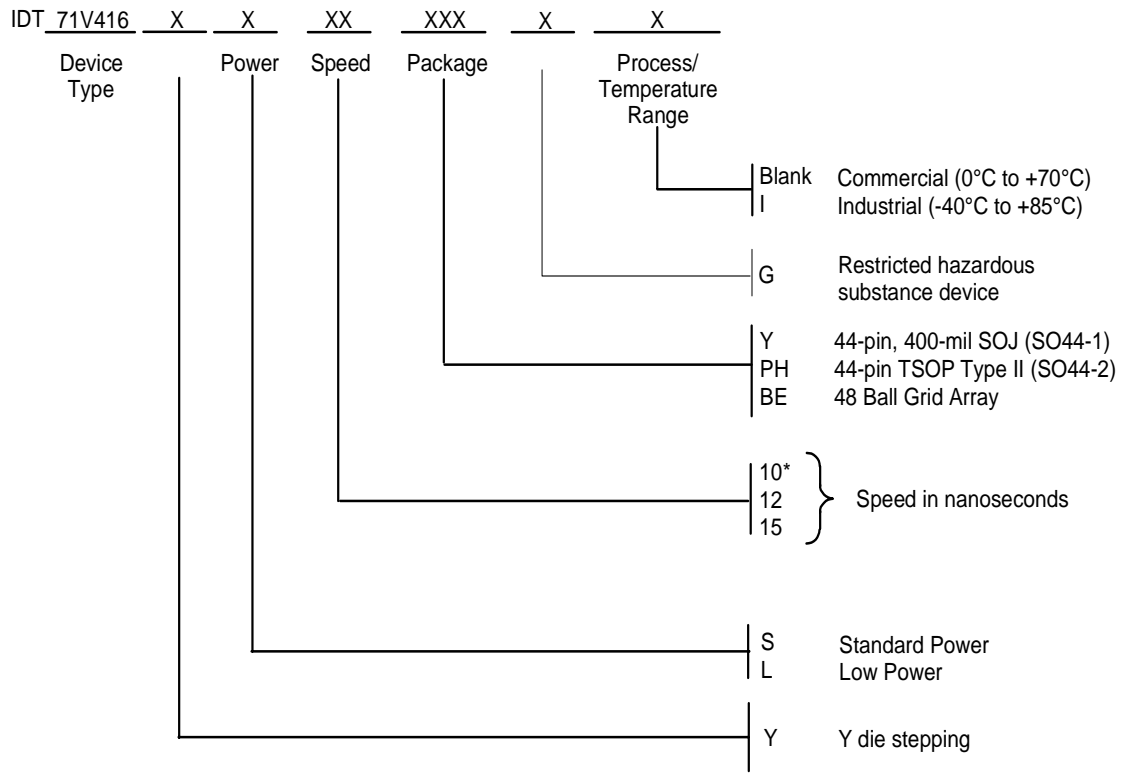 IDT 71V416 X X XX XXX X X
Device Type
Power
Speed
Package
Process/
Temperature
Range
Blank Commercial (0°C to +70°C)
I Industrial (-40°C to +85°C)
G Restricted hazardous
substance device
Y 44-pin, 400-mil SOJ (SO44-1)
PH 44-pin TSOP Type II (SO44-2)
BE 48 Ball Grid Array
10*
12 Speed in nanoseconds
15
S Standard Power
L Low Power
Y Y die stepping